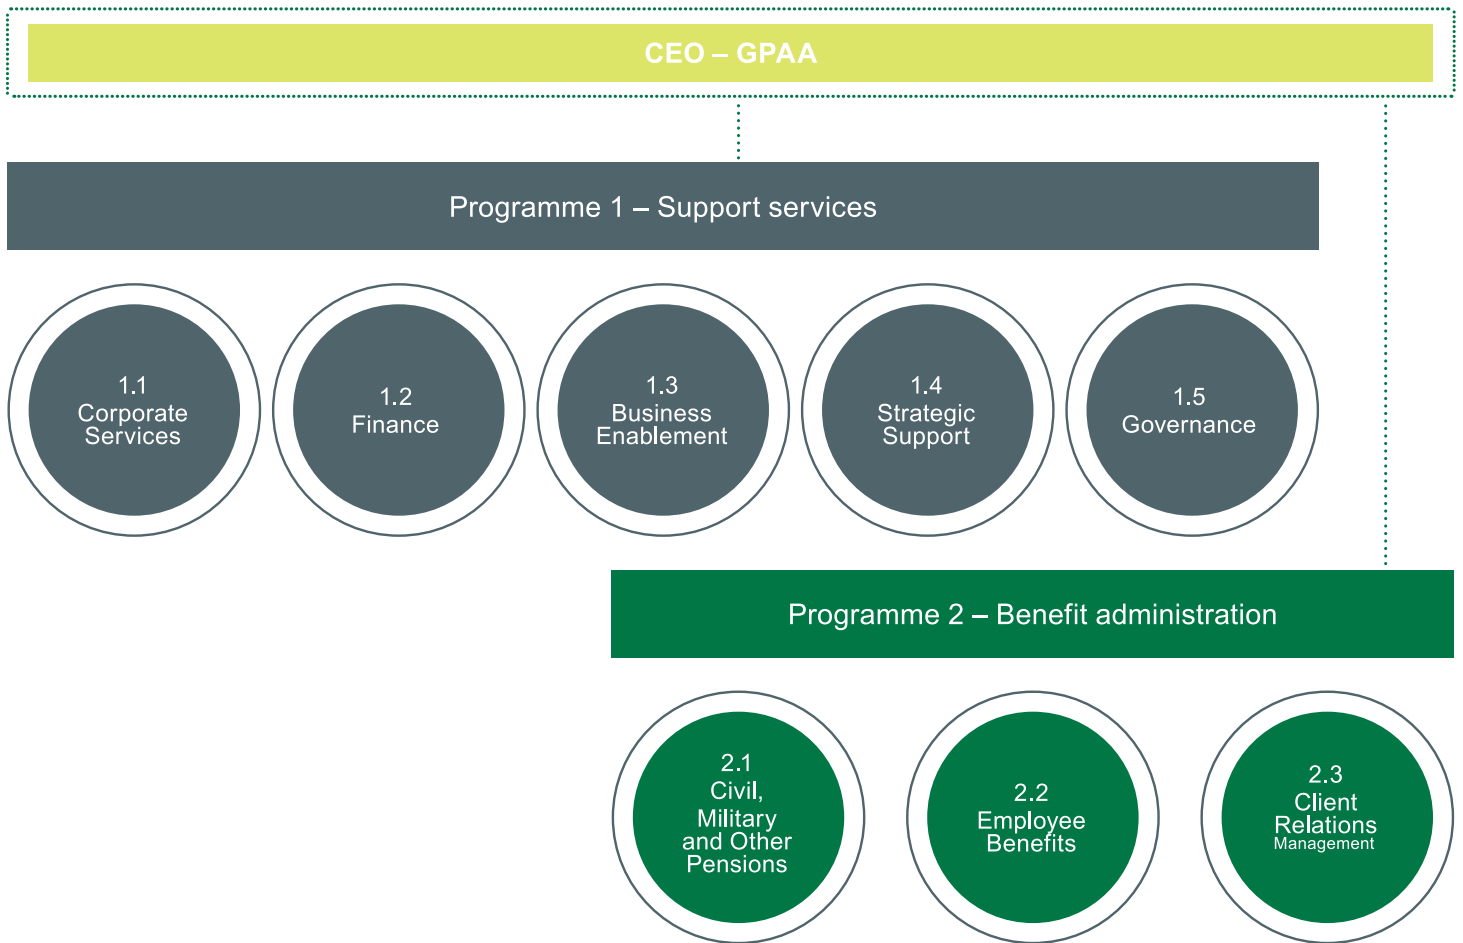 CEO – GPAA
Programme 1 – Support services
1.1
Corporate
Services
1.2
Finance
1.3
Business
Enablement
1.4
Strategic
Support
1.5
Governance
Programme 2 – Benefit administration
2.1
Civil,
Military
and Other
Pensions
2.2
Employee
Benefits
2.3
Client
Relations
Management